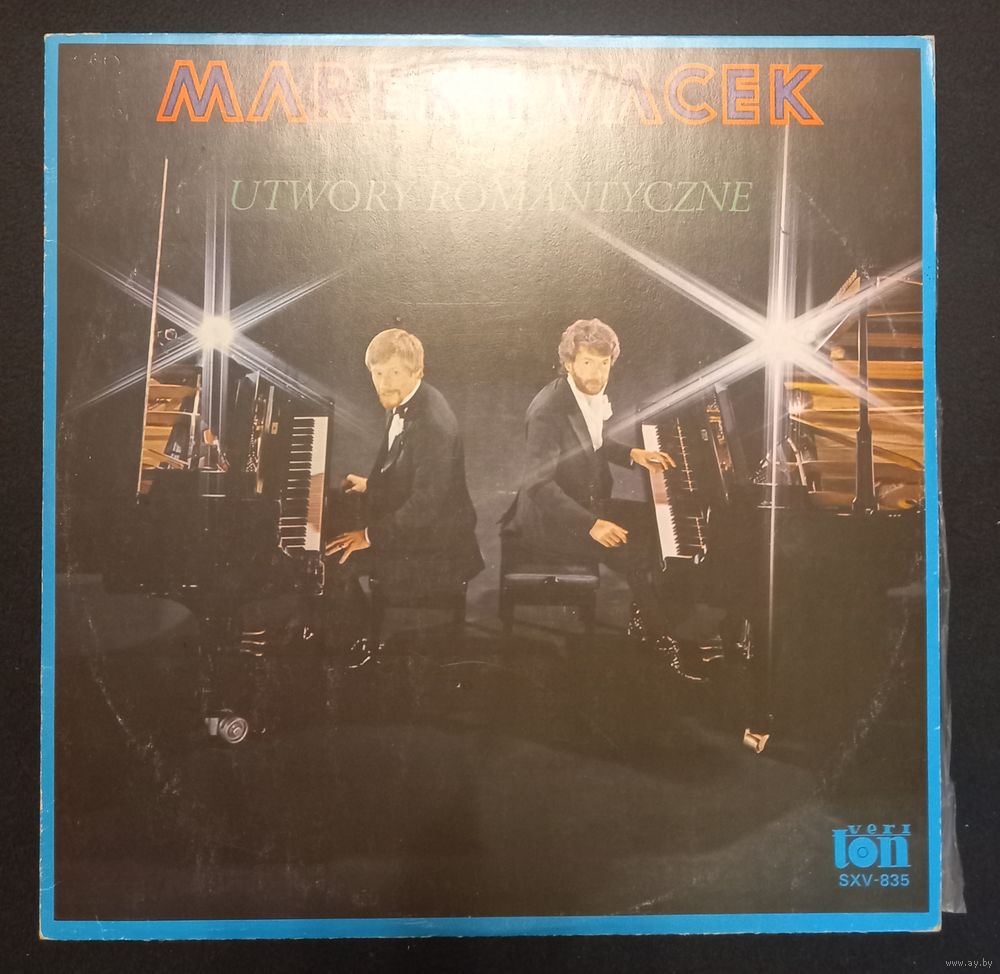 MAREK I VACEK
UTWORY ROMANTYCZNE
veri
ton
SXV-835
www.ay.by